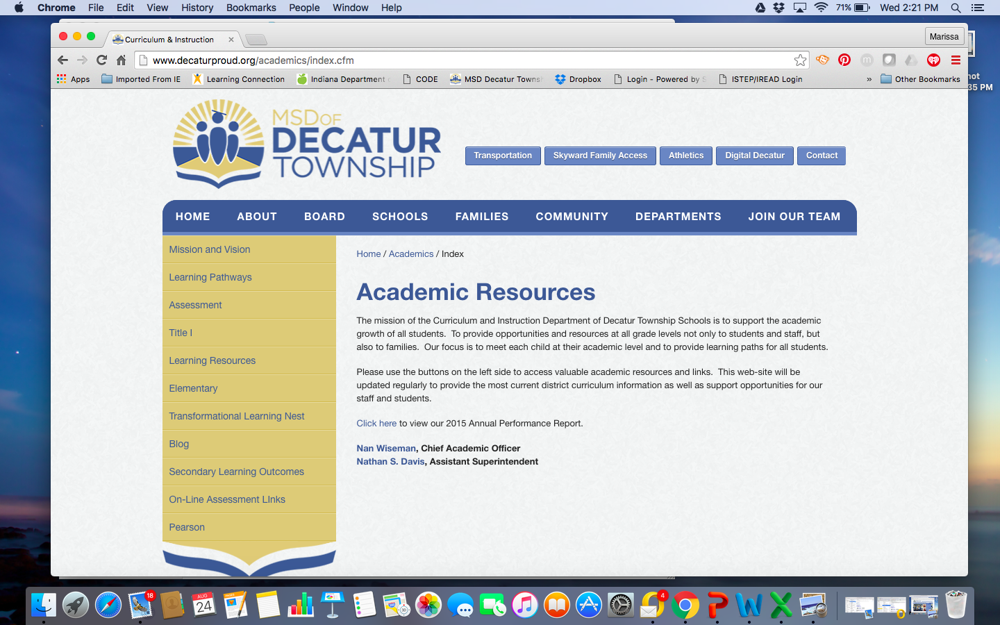 Chrome File Edit View History Bookmarks People Window Help 71% Wed 2:21 PM
Curriculum & Instruction Marissa
www.decaturproud.org/academics/index.cfm
Apps Imported From IE Learning Connection Indiana Department CODE MSD Decatur Towns Dropbox Login - Powered by ISTEP/IREAD Login » Other Bookmarks
35 PM
MSD OF
DECATUR
TOWNSHIP
Transportation Skyward Family Access Athletics Digital Decatur Contact
HOME ABOUT BOARD SCHOOLS FAMILIES COMMUNITY DEPARTMENTS JOIN OUR TEAM
Mission and Vision
Learning Pathways
Assessment
Title I
Learning Resources
Elementary
Transformational Learning Nest
Blog
Secondary Learning Outcomes
On-Line Assessment LInks
Pearson
Home / Academics / Index
Academic Resources
The mission of the Curriculum and Instruction Department of Decatur Township Schools is to support the academic
growth of all students.  To provide opportunities and resources at all grade levels not only to students and staff, but
also to families.  Our focus is to meet each child at their academic level and to provide learning paths for all students.
Please use the buttons on the left side to access valuable academic resources and links.  This web-site will be
updated regularly to provide the most current district curriculum information as well as support opportunities for our
staff and students.
Click here to view our 2015 Annual Performance Report.
Nan Wiseman, Chief Academic Officer
Nathan S. Davis, Assistant Superintendent
18 AUG 24 4